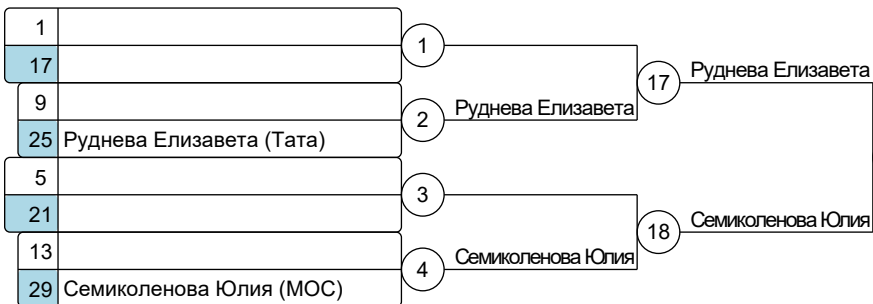 1
17
1
9
25 Руднева Елизавета (Тата)
2
Руднева Елизавета
17
Руднева Елизавета
5
21
3
13
29 Семиколенова Юлия (МОС)
4
Семиколенова Юлия
18
Семиколенова Юлия